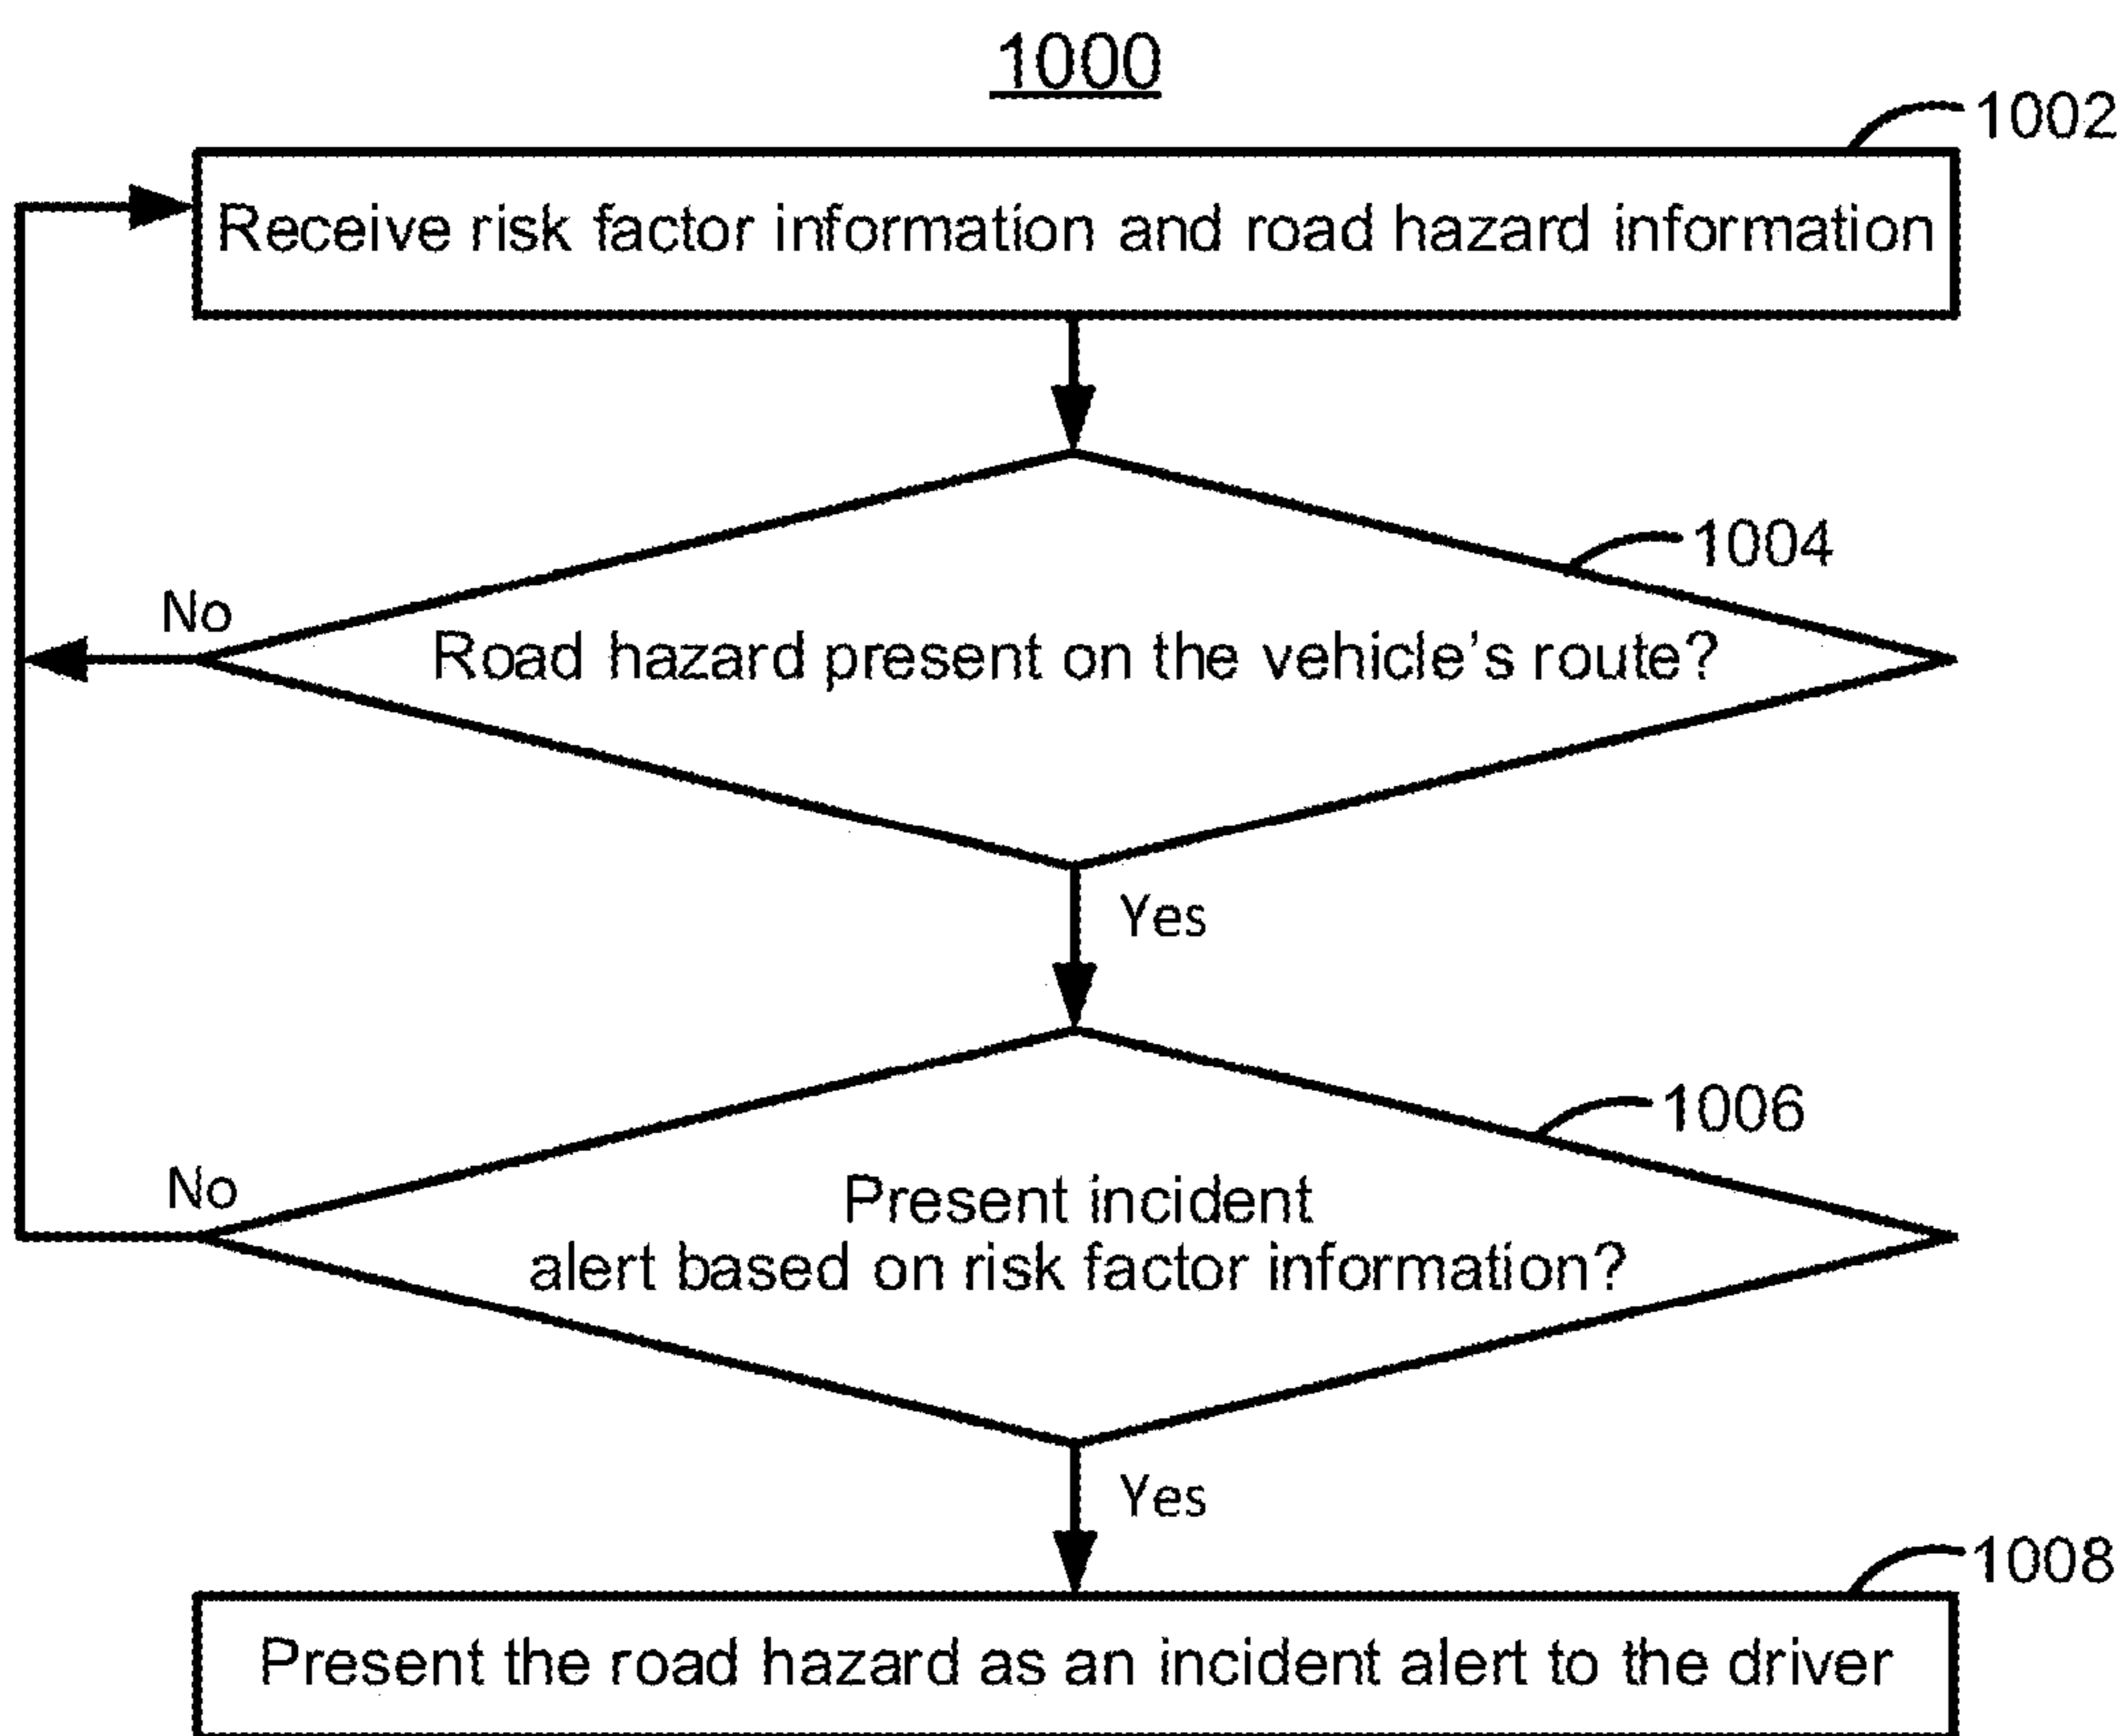 1000
1002
Receive risk factor information and road hazard information
1004
No
Road hazard present on the vehicle's route?
Yes
1006
No
Present incident
alert based on risk factor information?
Yes
1008
Present the road hazard as an incident alert to the driver